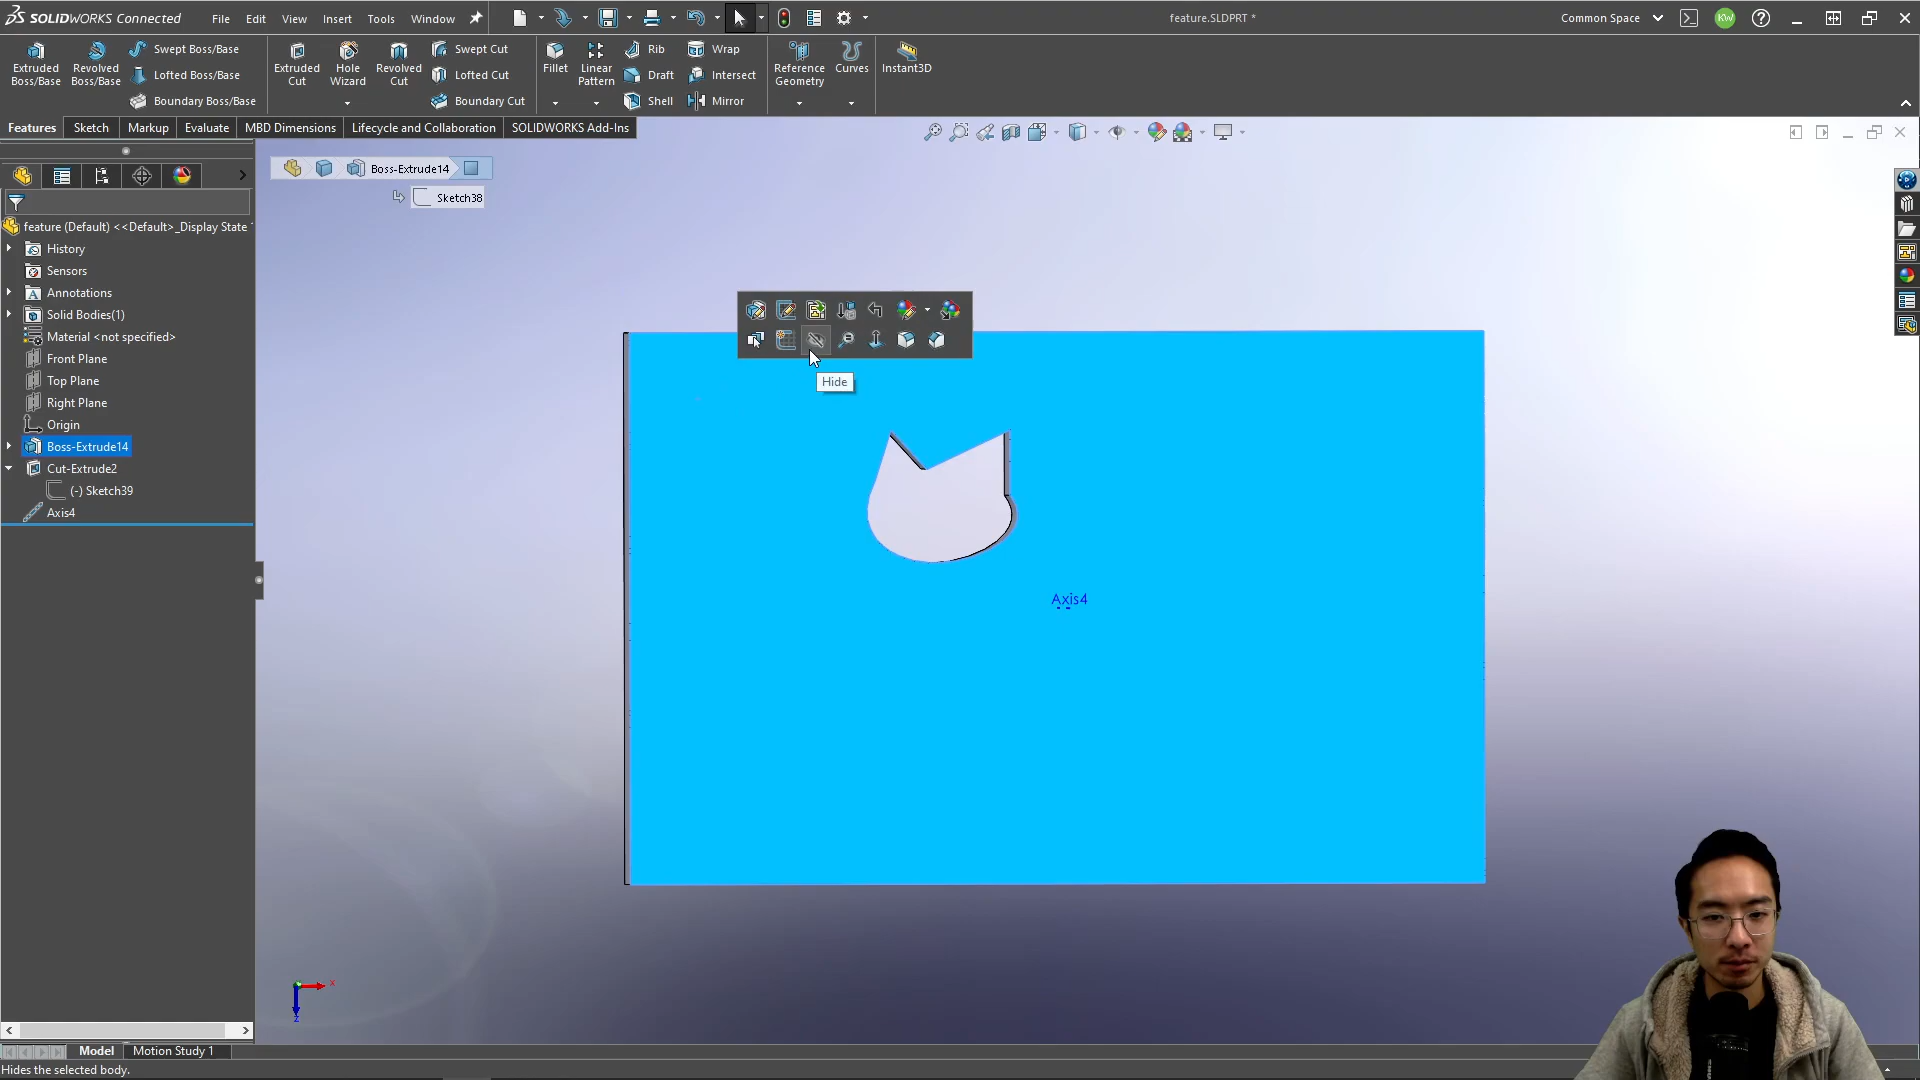 SOLIDWORKS Connected
File Edit View Insert Tools Window
feature.SLDPRT *
Common Space
KW
Extruded Boss/Base
Revolved Boss/Base
Swept Boss/Base
Lofted Boss/Base
Boundary Boss/Base
Extruded Cut
Hole Wizard
Revolved Cut
Swept Cut
Lofted Cut
Boundary Cut
Fillet
Linear Pattern
Rib
Draft
Shell
Wrap
Intersect
Mirror
Reference Geometry
Curves
Instant3D
Features Sketch Markup Evaluate MBD Dimensions Lifecycle and Collaboration SOLIDWORKS Add-Ins
Boss-Extrude14
Sketch38
feature (Default) <<Default>_Display State
History
Sensors
Annotations
Solid Bodies(1)
Material <not specified>
Front Plane
Top Plane
Right Plane
Origin
Boss-Extrude14
Cut-Extrude2
(-) Sketch39
Axis4
Hide
Axis4
x
z
Model Motion Study 1
Hides the selected body.